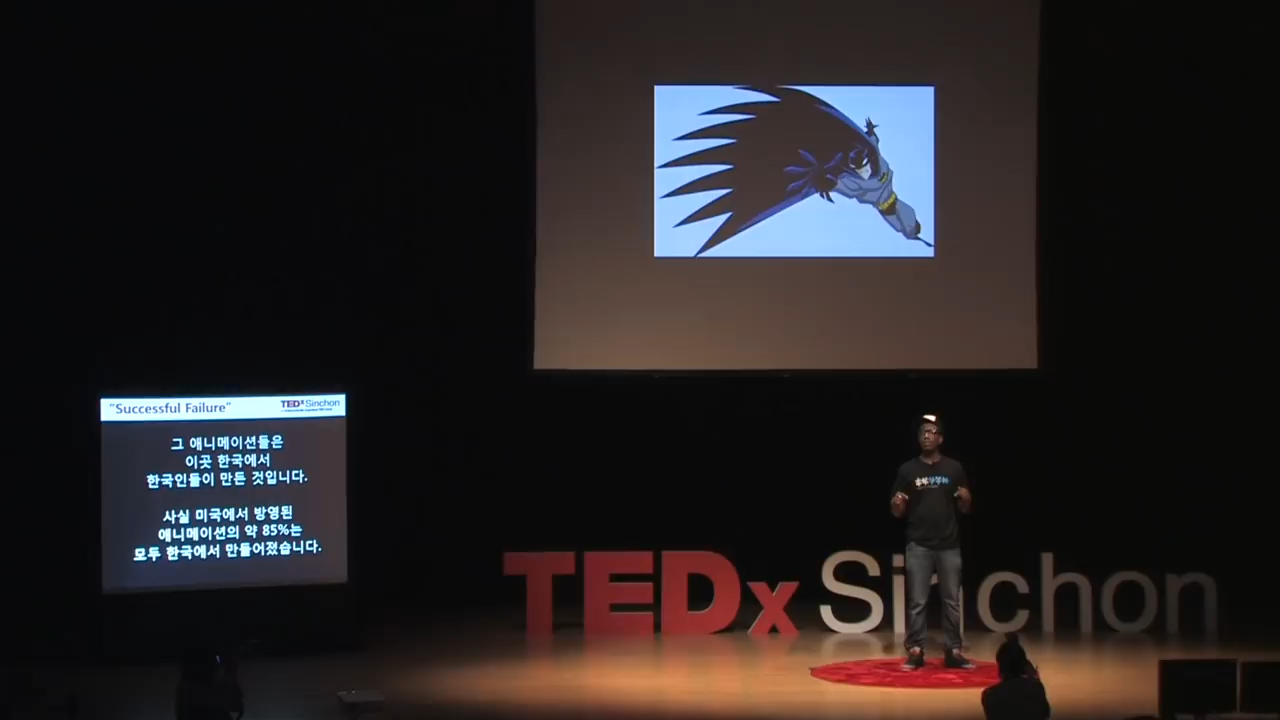 "Successful Failure"
TEDx Sinchon
그 애니메이션들은
이곳 한국에서
한국인들이 만든 것입니다.
사실 미국에서 방영된
애니메이션의 약 85%는
모두 한국에서 만들어졌습니다.
TEDx Sinchon